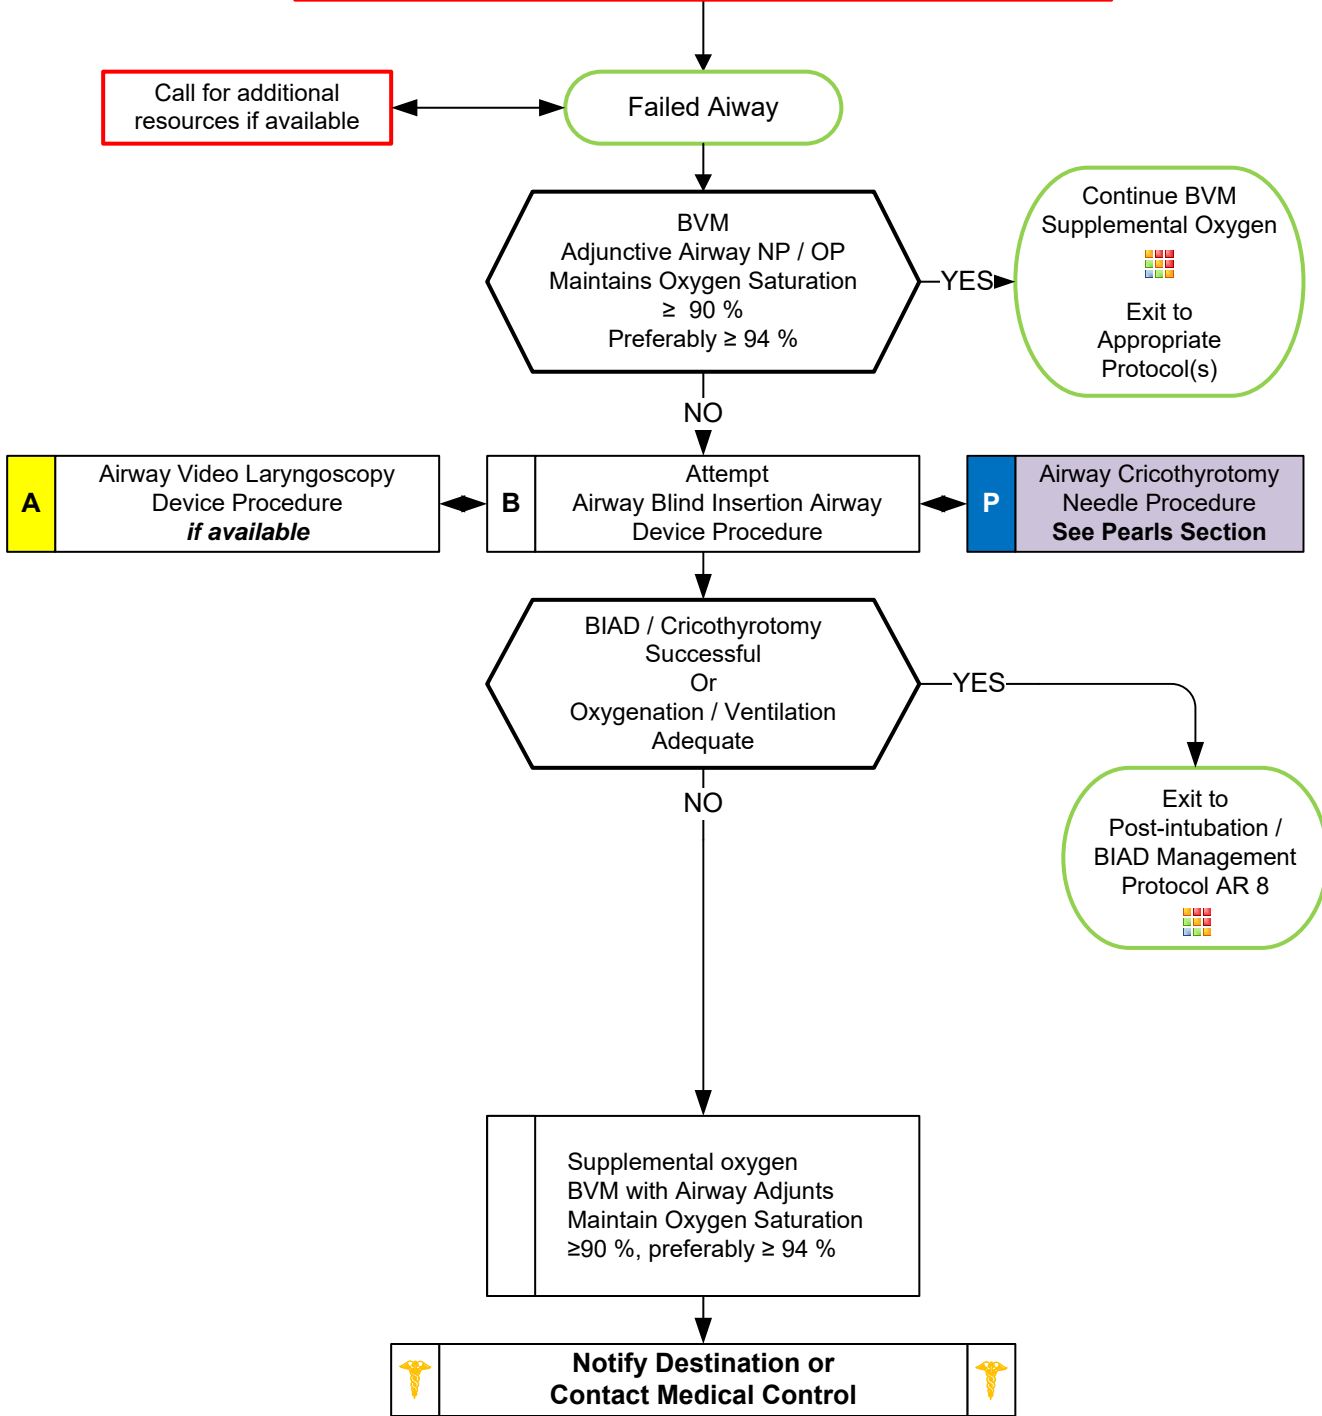 Call for additional
resources if available
Failed Aiway
BVM
Adjunctive Airway NP / OP
Maintains Oxygen Saturation
≥ 90 %
Preferably ≥ 94 %
YES
Continue BVM
Supplemental Oxygen
Exit to
Appropriate
Protocol(s)
NO
A
Airway Video Laryngoscopy
Device Procedure
if available
B
Attempt
Airway Blind Insertion Airway
Device Procedure
P
Airway Cricothyrotomy
Needle Procedure
See Pearls Section
BIAD / Cricothyrotomy
Successful
Or
Oxygenation / Ventilation
Adequate
YES
NO
Exit to
Post-intubation /
BIAD Management
Protocol AR 8
Supplemental oxygen
BVM with Airway Adjunts
Maintain Oxygen Saturation
≥90 %, preferably ≥ 94 %
Notify Destination or
Contact Medical Control